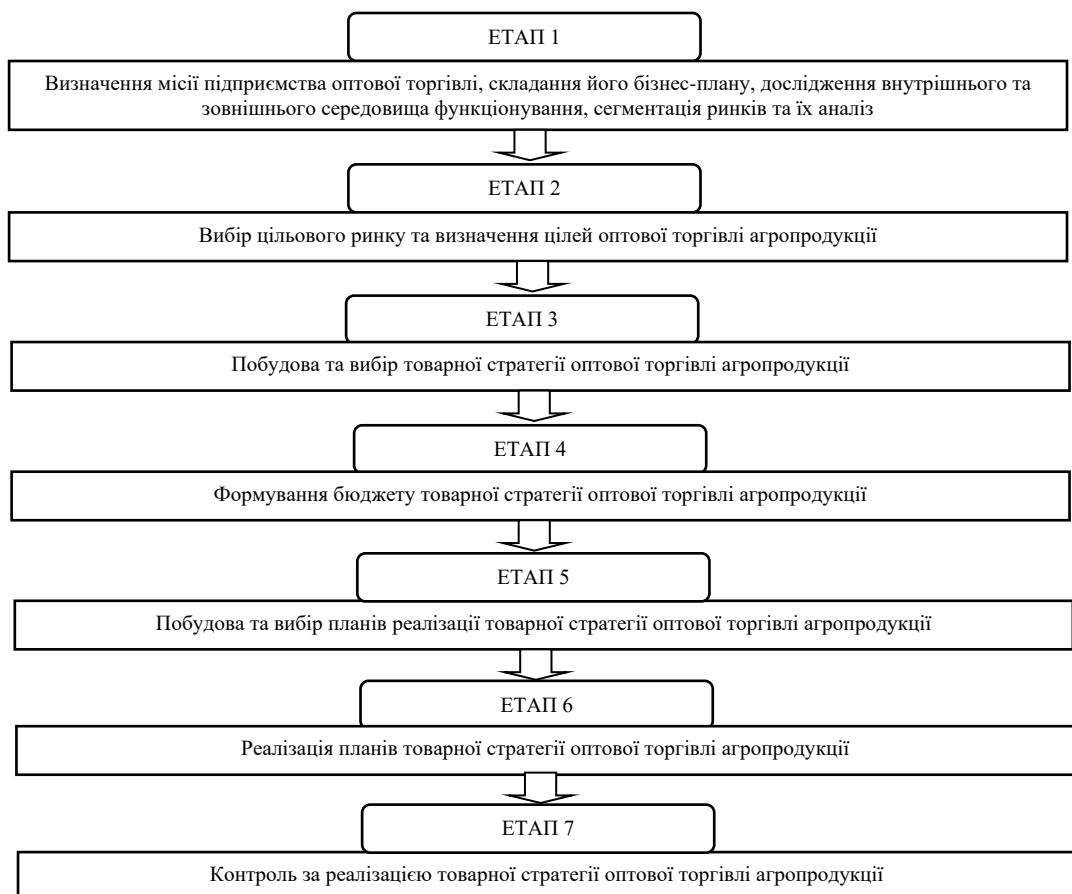 ЕТАП 1
Визначення місії підприємства оптової торгівлі, складання його бізнес-плану, дослідження внутрішнього та
зовнішнього середовища функціонування, сегментація ринків та їх аналіз
ЕТАП 2
Вибір цільового ринку та визначення цілей оптової торгівлі агропродукції
ЕТАП 3
Побудова та вибір товарної стратегії оптової торгівлі агропродукції
ЕТАП 4
Формування бюджету товарної стратегії оптової торгівлі агропродукції
ЕТАП 5
Побудова та вибір планів реалізації товарної стратегії оптової торгівлі агропродукції
ЕТАП 6
Реалізація планів товарної стратегії оптової торгівлі агропродукції
ЕТАП 7
Контроль за реалізацією товарної стратегії оптової торгівлі агропродукції